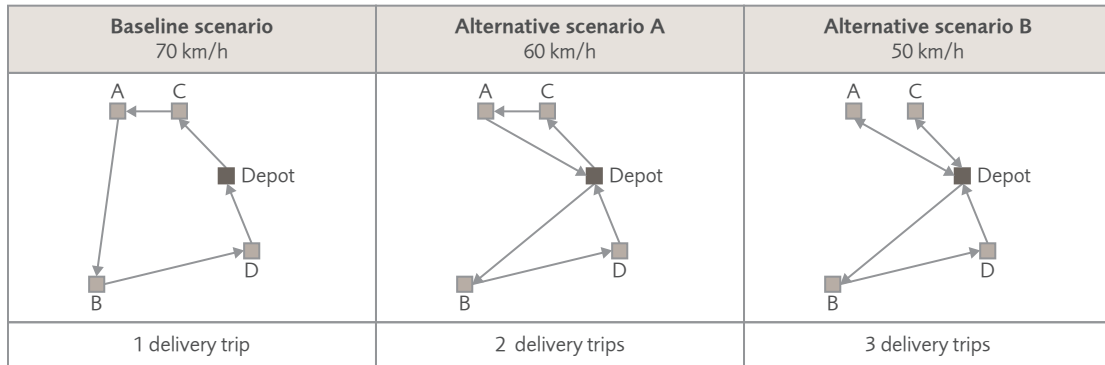 Baseline scenario
70 km/h
Alternative scenario A
60 km/h
Alternative scenario B
50 km/h
A
C
Depot
D
B
A
C
Depot
D
B
A
C
Depot
D
B
1 delivery trip
2 delivery trips
3 delivery trips